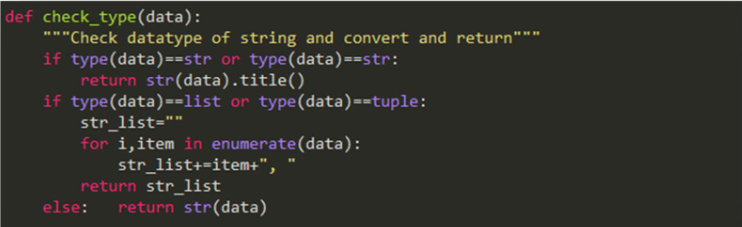 def check_type(data):
    """Check datatype of string and convert and return"""
    if type(data)==str or type(data)==str:
        return str(data).title()
    if type(data)==list or type(data)==tuple:
        str_list=""
        for i,item in enumerate(data):
            str_list+=item+", "
        return str_list
    else:   return str(data)